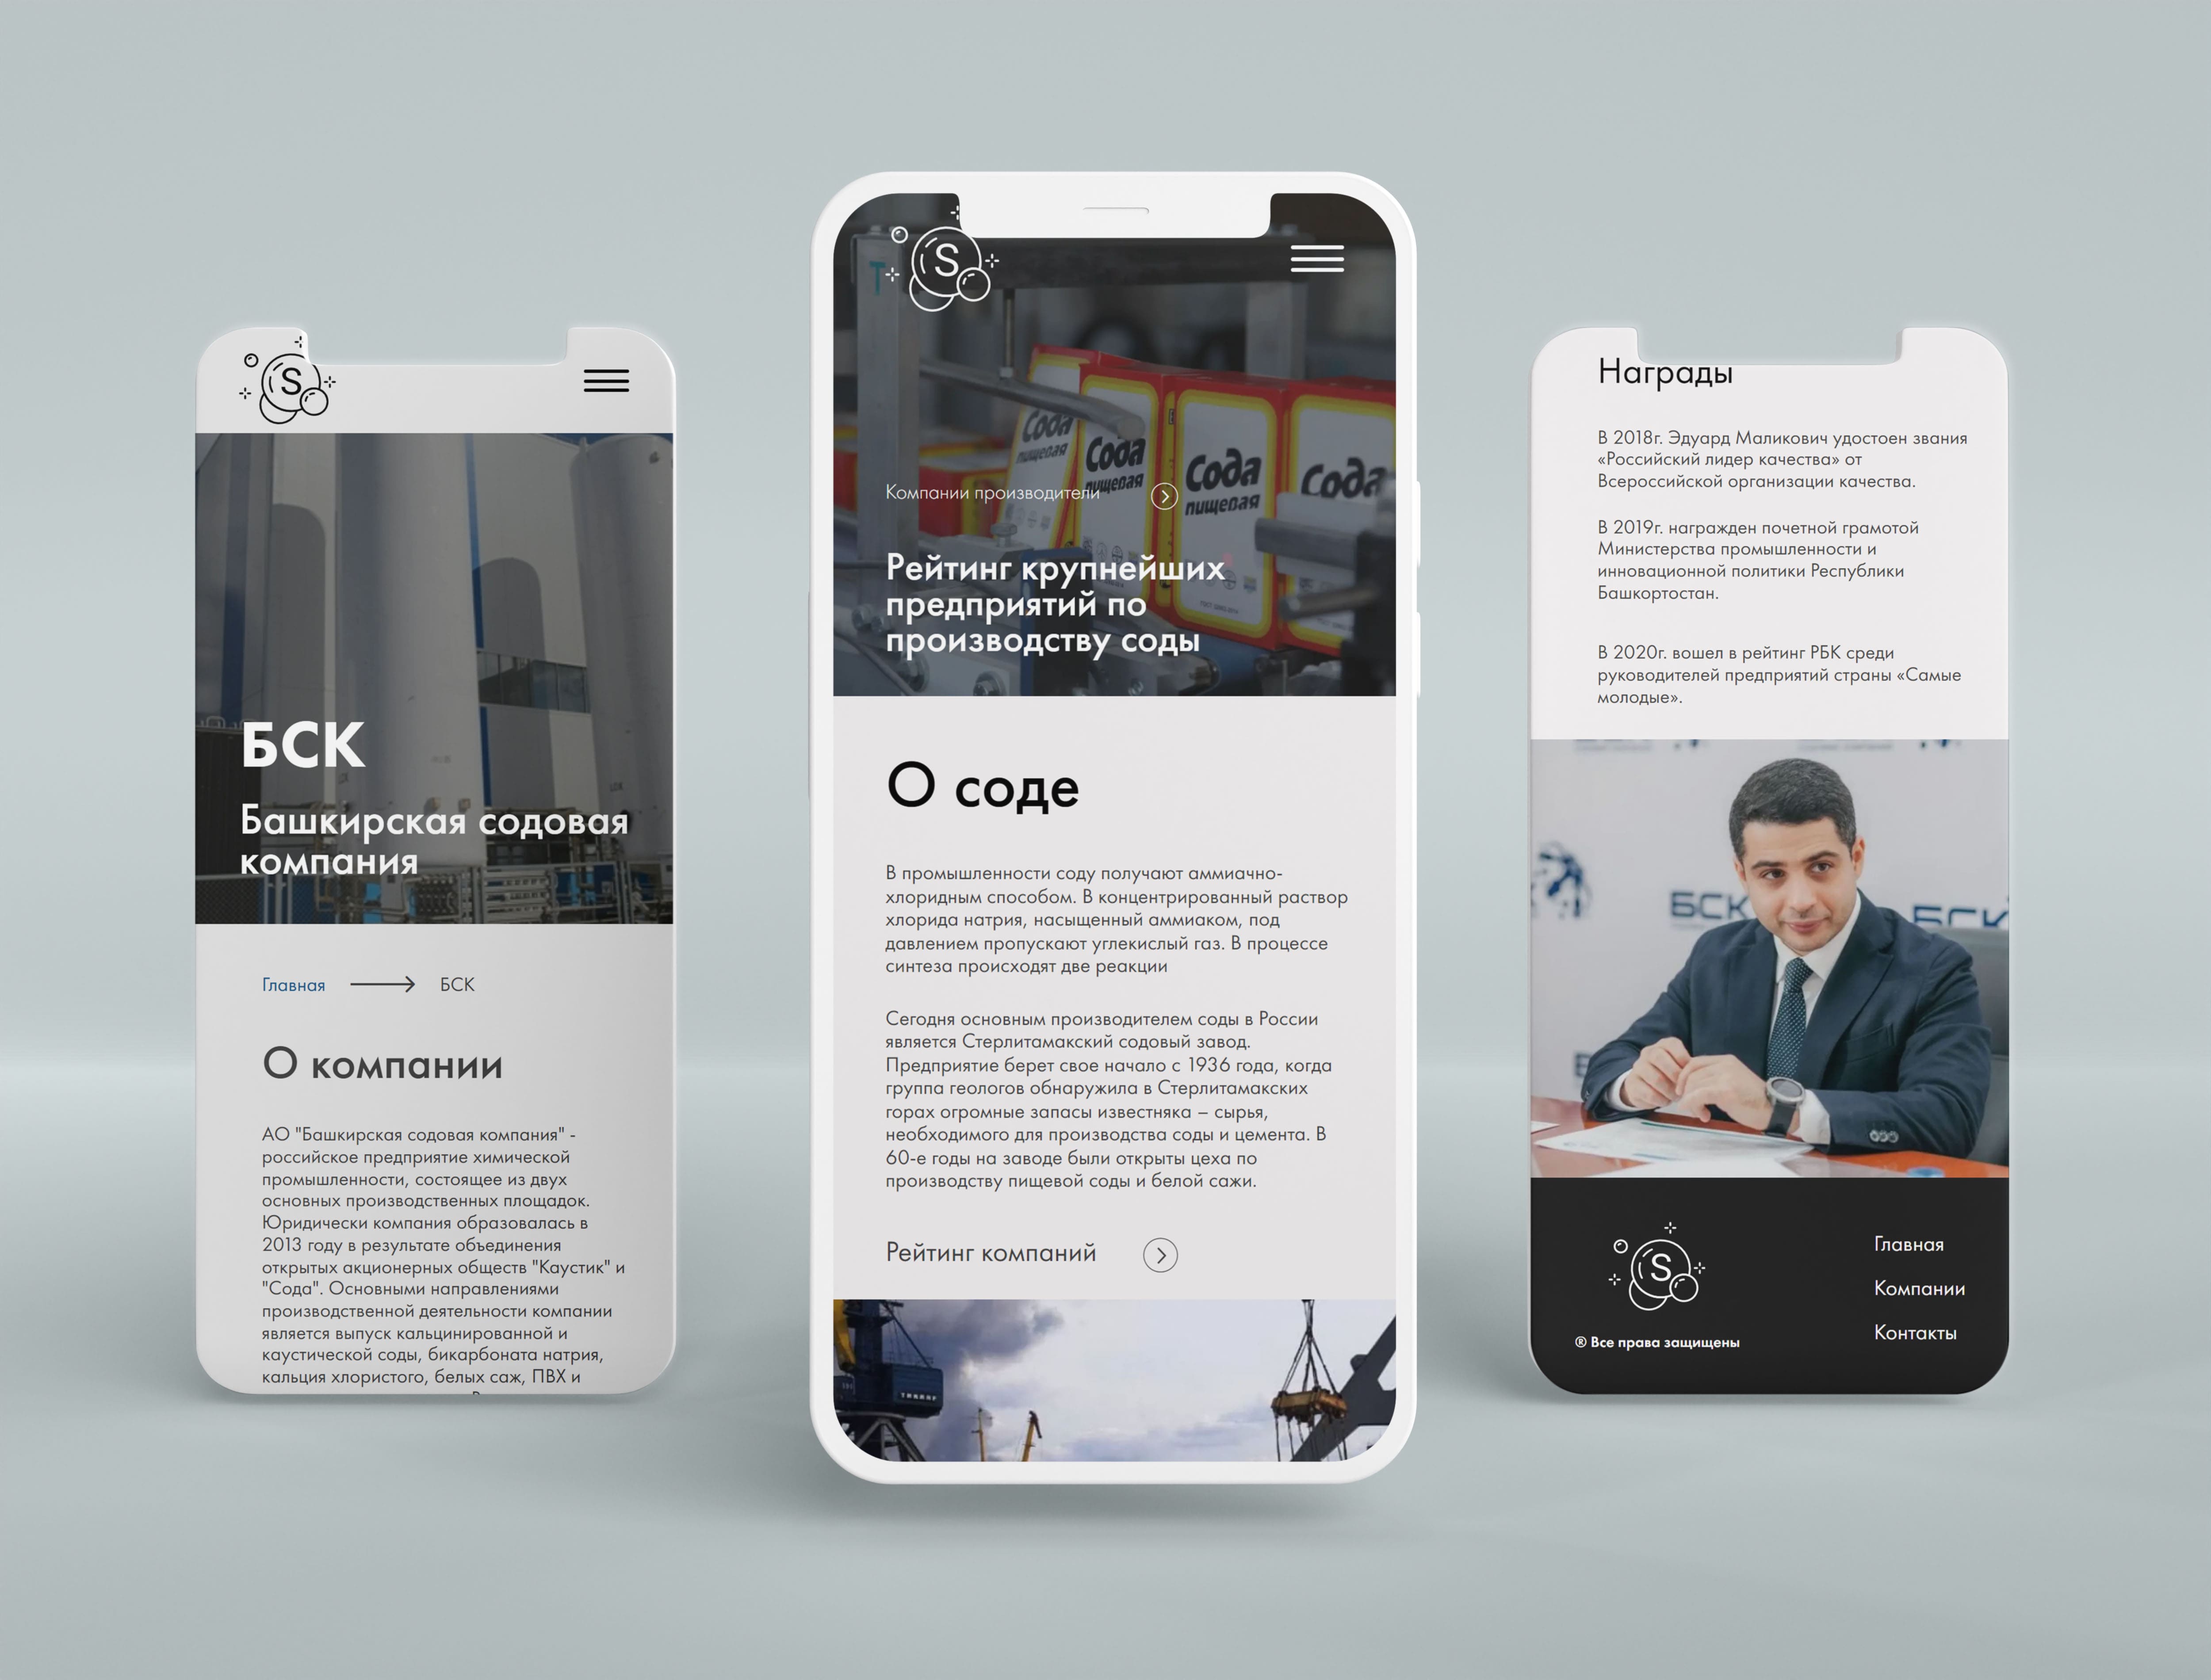 S
БСК
Башкирская содовая
компания
Главная
БСК
О компании
АО "Башкирская содовая компания" -
российское предприятие химической
промышленности, состоящее из двух
основных производственных площадок.
Юридически компания образовалась в
2013 году в результате объединения
открытых акционерных обществ "Каустик" и
"Сода". Основными направлениями
производственной деятельности компании
является выпуск кальцинированной и
каустической соды, бикарбоната натрия,
кальция хлористого, белых саж, ПВХ и
S
Т
Сода
пищевая
Сода
пищевая
Сода
пищевая
Сода
Компании производители
Рейтинг крупнейших
предприятий по
производству соды
О соде
В промышленности соду получают аммиачно-
хлоридным способом. В концентрированный раствор
хлорида натрия, насыщенный аммиаком, под
давлением пропускают углекислый газ. В процессе
синтеза происходят две реакции
Сегодня основным производителем соды в России
является Стерлитамакский содовый завод.
Предприятие берет свое начало с 1936 года, когда
группа геологов обнаружила в Стерлитамакских
горах огромные запасы известняка – сырья,
необходимого для производства соды и цемента. В
60-е годы на заводе были открыты цеха по
производству пищевой соды и белой сажи.
Рейтинг компаний
Награды
В 2018г. Эдуард Маликович удостоен звания
«Российский лидер качества» от
Всероссийской организации качества.
В 2019г. награжден почетной грамотой
Министерства промышленности и
инновационной политики Республики
Башкортостан.
В 2020г. вошел в рейтинг РБК среди
руководителей предприятий страны «Самые
молодые».
БСК
БСК
S
® Все права защищены
Главная
Компании
Контакты